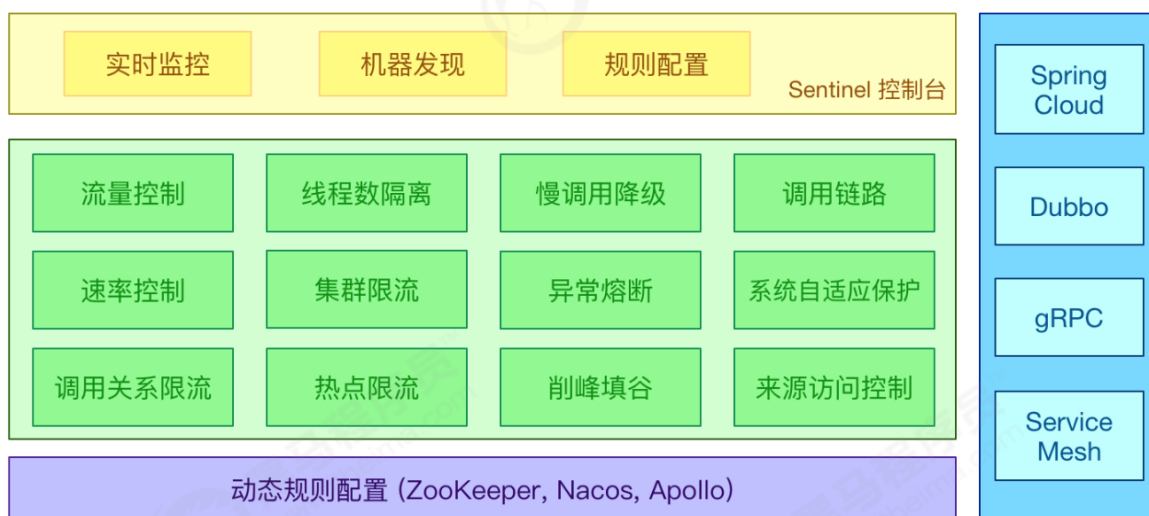 实时监控
机器发现
规则配置
Sentinel 控制台
流量控制
线程数隔离
慢调用降级
调用链路
速率控制
集群限流
异常熔断
系统自适应保护
调用关系限流
热点限流
削峰填谷
来源访问控制
动态规则配置 (ZooKeeper, Nacos, Apollo)
Spring
Cloud
Dubbo
gRPC
Service
Mesh